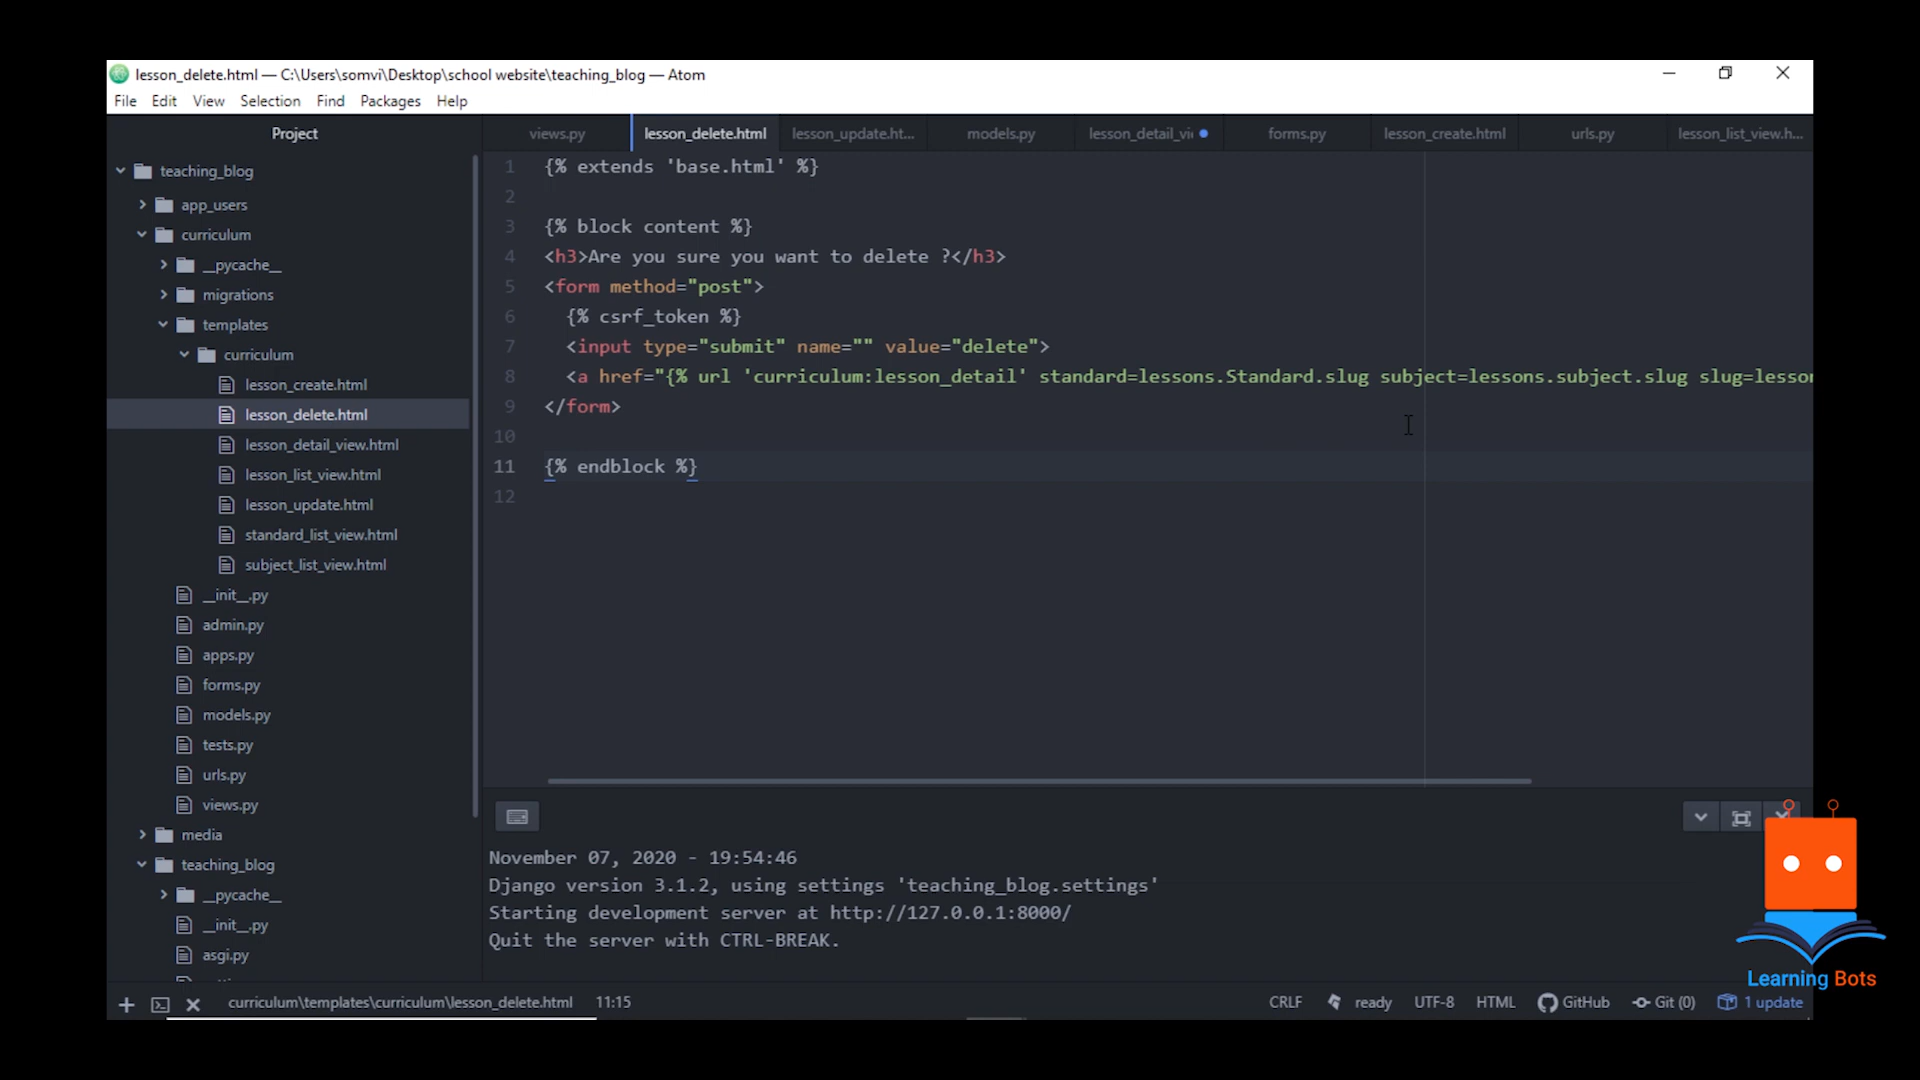 lesson_delete.html — C:\Users\somvi\Desktop\school website\teaching_blog — Atom
File Edit View Selection Find Packages Help
Project
views.py lesson_delete.html lesson_update.ht... models.py lesson_detail_vi forms.py lesson_create.html urls.py lesson_list_view.h...
teaching_blog
app_users
curriculum
__pycache__
migrations
templates
curriculum
lesson_create.html
lesson_delete.html
lesson_detail_view.html
lesson_list_view.html
lesson_update.html
standard_list_view.html
subject_list_view.html
__init__.py
admin.py
apps.py
forms.py
models.py
tests.py
urls.py
views.py
media
teaching_blog
__pycache__
__init__.py
asgi.py
1 {% extends 'base.html' %}
2
3 {% block content %}
4 <h3>Are you sure you want to delete ?</h3>
5 <form method="post">
6 {% csrf_token %}
7 <input type="submit" name="" value="delete">
8 <a href="{% url 'curriculum:lesson_detail' standard=lessons.Standard.slug subject=lessons.subject.slug slug=lesson
9 </form>
10
11 {% endblock %}
12
November 07, 2020 - 19:54:46
Django version 3.1.2, using settings 'teaching_blog.settings'
Starting development server at http://127.0.0.1:8000/
Quit the server with CTRL-BREAK.
Learning Bots
curriculum\templates\curriculum\lesson_delete.html 11:15 CRLF ready UTF-8 HTML GitHub Git (0) 1 update